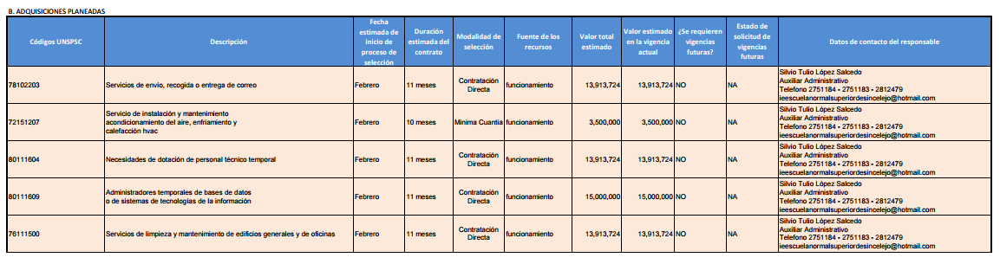 B. ADQUISICIONES PLANEADAS
Códigos UNSPSC
Descripción
Fecha
estimada de
inicio de
proceso de
selección
Duración
estimada del
contrato
Modalidad de
selección
Fuente de los
recursos
Valor total
estimado
Valor estimado
en la vigencia
actual
¿Se requieren
vigencias
futuras?
Estado de
solicitud de
vigencias
futuras
Datos de contacto del responsable
78102203
Servicios de envío, recogida o entrega de correo
Febrero
11 meses
Contratación
Directa
funcionamiento
13,913,724
13,913,724
NO
NA
Silvio Tulio López Salcedo
Auxiliar Administrativo
Telefono 2751184 - 2751183 - 2812479
ieescuelanormalsuperiordesincelejo@hotmail.com
72151207
Servicio de instalación y mantenimiento
acondicionamiento del aire, enfriamiento y
calefacción hvac
Febrero
10 meses
Mínima Cuantía
funcionamiento
3,500,000
3,500,000
NO
NA
Silvio Tulio López Salcedo
Auxiliar Administrativo
Telefono 2751184 - 2751183 - 2812479
ieescuelanormalsuperiordesincelejo@hotmail.com
80111604
Necesidades de dotación de personal técnico temporal
Febrero
11 meses
Contratación
Directa
funcionamiento
13,913,724
13,913,724
NO
NA
Silvio Tulio López Salcedo
Auxiliar Administrativo
Telefono 2751184 - 2751183 - 2812479
ieescuelanormalsuperiordesincelejo@hotmail.com
80111609
Administradores temporales de bases de datos
o de sistemas de tecnologías de la información
Febrero
11 meses
Contratación
Directa
funcionamiento
15,000,000
15,000,000
NO
NA
Silvio Tulio López Salcedo
Auxiliar Administrativo
Telefono 2751184 - 2751183 - 2812479
ieescuelanormalsuperiordesincelejo@hotmail.com
76111500
Servicios de limpieza y mantenimiento de edificios generales y de oficinas
Febrero
11 meses
Contratación
Directa
funcionamiento
13,913,724
13,913,724
NO
NA
Silvio Tulio López Salcedo
Auxiliar Administrativo
Telefono 2751184 - 2751183 - 2812479
ieescuelanormalsuperiordesincelejo@hotmail.com